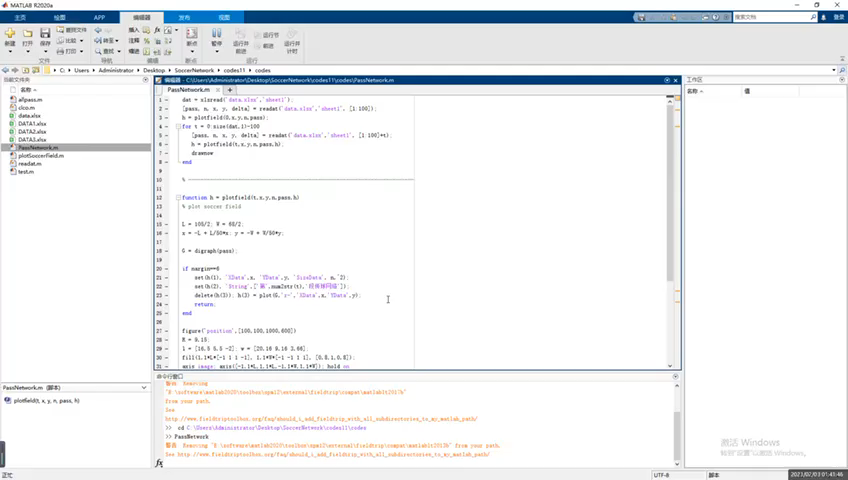 MATLAB R2020a
主页 绘图 APP 编辑器 发布 视图
搜索文档 登录
新建 打开 保存 查找文件 比较 打印 转至 查找 插入 注释 缩进 断点 暂停 运行并前进 运行节 前进 运行并计时
文件 导航 编辑 断点 运行
C: Users Administrator Desktop SoccerNetwork codes11 codes
当前文件夹
名称
allpass.m
cico.m
data.xlsx
DATA1.xlsx
DATA2.xlsx
DATA3.xlsx
PassNetwork.m
plotSoccerField.m
readat.m
test.m
PassNetwork.m (脚本)
plotfield(t, x, y, n, pass, h)
编辑器 - C:\Users\Administrator\Desktop\SoccerNetwork\codes11\codes\PassNetwork.m
PassNetwork.m
1 dat = xlsread('data.xlsx','sheet1');
2 [pass, n, x, y, delta] = readat('data.xlsx','sheet1', [1:100]);
3 h = plotfield(0,x,y,n,pass);
4 for t = 0:size(dat,1)-100
5 [pass, n, x, y, delta] = readat('data.xlsx','sheet1', [1:100]+t);
6 h = plotfield(t,x,y,n,pass,h);
7 drawnow
8 end
9
10 % ----------------------------------------
11
12 function h = plotfield(t,x,y,n,pass,h)
13 % plot soccer field
14
15 L = 105/2; W = 68/2;
16 x = -L + L/50*x; y = -W + W/50*y;
17
18 G = digraph(pass);
19
20 if nargin==6
21 set(h(1), 'XData',x, 'YData',y, 'SizeData', n.^2);
22 set(h(2), 'String',['第',num2str(t),'段传球网络']);
23 delete(h(3)); h(3) = plot(G,'r-','XData',x,'YData',y);
24 return;
25 end
26
27 figure('position',[100,100,1000,600])
28 R = 9.15;
29 l = [16.5 5.5 -2]; w = [20.16 9.16 3.66];
30 fill(1.1*L*[-1 1 1 -1], 1.1*W*[-1 -1 1 1], [0.8,1,0.8]);
31 axis image; axis([-1.1*L,1.1*L,-1.1*W,1.1*W]); hold on
命令行窗口
警告: Removing
"E:\software\matlab2020\toolbox\spm12\external\fieldtrip\compat\matlablt2017b"
from your path.
See
http://www.fieldtriptoolbox.org/faq/should_i_add_fieldtrip_with_all_subdirectories_to_my_matlab_path/
>> cd C:\Users\Administrator\Desktop\SoccerNetwork\codes11\codes
>> PassNetwork
警告: Removing "E:\software\matlab2020\toolbox\spm12\external\fieldtrip\compat\matlablt2013b" from your path.
See http://www.fieldtriptoolbox.org/faq/should_i_add_fieldtrip_with_all_subdirectories_to_my_matlab_path/
fx
工作区
名称 值
激活 Windows
转到"设置"以激活 Windows。
正忙
UTF-8 脚本
2023/02/03 01:45:46